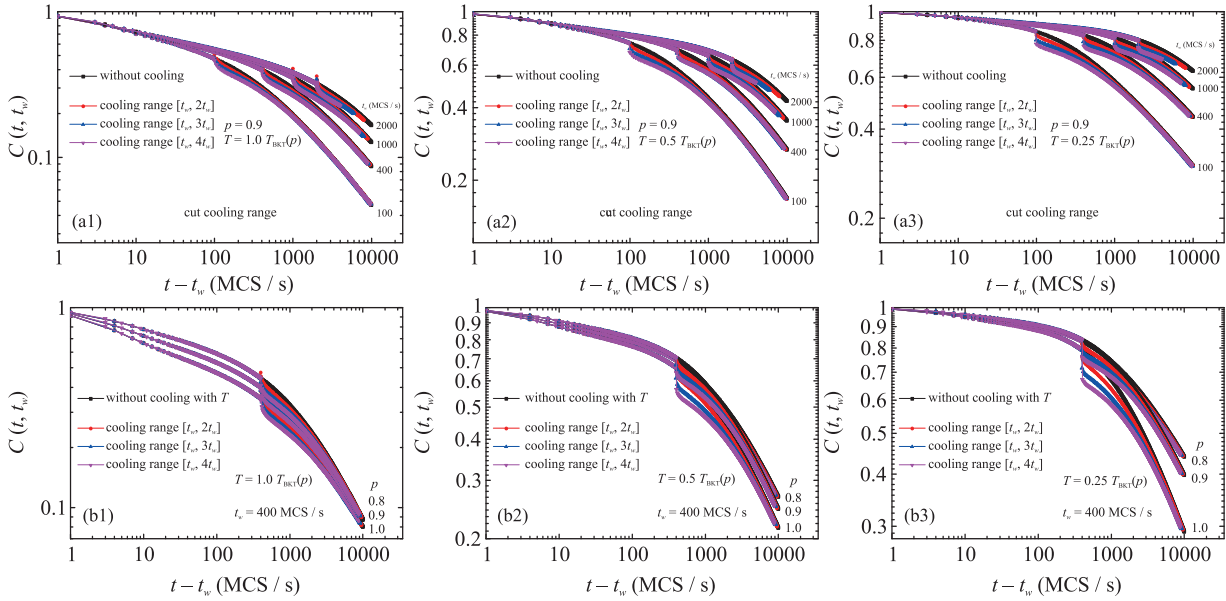 1
0.1
C (t, t_w)
without cooling
cooling range [t_w, 2t_w]
cooling range [t_w, 3t_w]
cooling range [t_w, 4t_w]
p = 0.9
T = 1.0 T_BKT(p)
t_w (MCS / s)
2000
1000
400
100
(a1)
cut cooling range
1 10 100 1000 10000
t − t_w (MCS / s)
0.8
0.6
0.4
0.2
C (t, t_w)
without cooling
cooling range [t_w, 2t_w]
cooling range [t_w, 3t_w]
cooling range [t_w, 4t_w]
p = 0.9
T = 0.5 T_BKT(p)
t_w (MCS / s)
2000
1000
400
100
(a2)
cut cooling range
1 10 100 1000 10000
t − t_w (MCS / s)
1
0.8
0.6
0.4
0.2
C (t, t_w)
without cooling
cooling range [t_w, 2t_w]
cooling range [t_w, 3t_w]
cooling range [t_w, 4t_w]
p = 0.9
T = 0.25 T_BKT(p)
t_w (MCS / s)
2000
1000
400
100
(a3)
cut cooling range
1 10 100 1000 10000
t − t_w (MCS / s)
1
0.1
C (t, t_w)
without cooling with T
cooling range [t_w, 2t_w]
cooling range [t_w, 3t_w]
cooling range [t_w, 4t_w]
T = 1.0 T_BKT(p)
t_w = 400 MCS / s
p
0.8
0.9
1.0
(b1)
1 10 100 1000 10000
t − t_w (MCS / s)
0.9
0.8
0.7
0.6
0.5
0.4
0.3
0.2
C (t, t_w)
without cooling with T
cooling range [t_w, 2t_w]
cooling range [t_w, 3t_w]
cooling range [t_w, 4t_w]
T = 0.5 T_BKT(p)
t_w = 400 MCS / s
p
0.8
0.9
1.0
(b2)
1 10 100 1000 10000
t − t_w (MCS / s)
0.9
0.8
0.7
0.6
0.5
0.4
0.3
C (t, t_w)
without cooling with T
cooling range [t_w, 2t_w]
cooling range [t_w, 3t_w]
cooling range [t_w, 4t_w]
T = 0.25 T_BKT(p)
t_w = 400 MCS / s
p
0.8
0.9
1.0
(b3)
1 10 100 1000 10000
t − t_w (MCS / s)